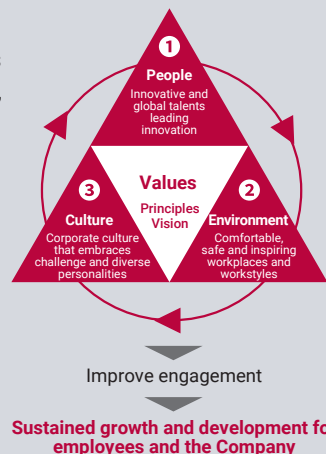 1
People
Innovative and
global talents
leading
innovation
Values
Principles
Vision
3
Culture
Corporate culture
that embraces
challenge and diverse
personalities
2
Environment
Comfortable,
safe and inspiring
workplaces and
workstyles
Improve engagement
Sustained growth and development fo
employees and the Company